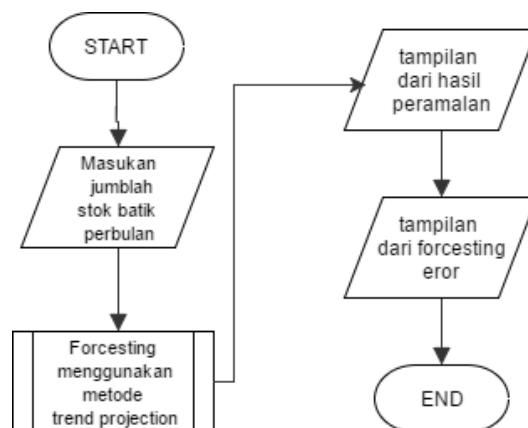 START
Masukan
jumblah
stok batik
perbulan
Forcesting
menggunakan
metode
trend projection
tampilan
dari hasil
peramalan
tampilan
dari forcesting
eror
END